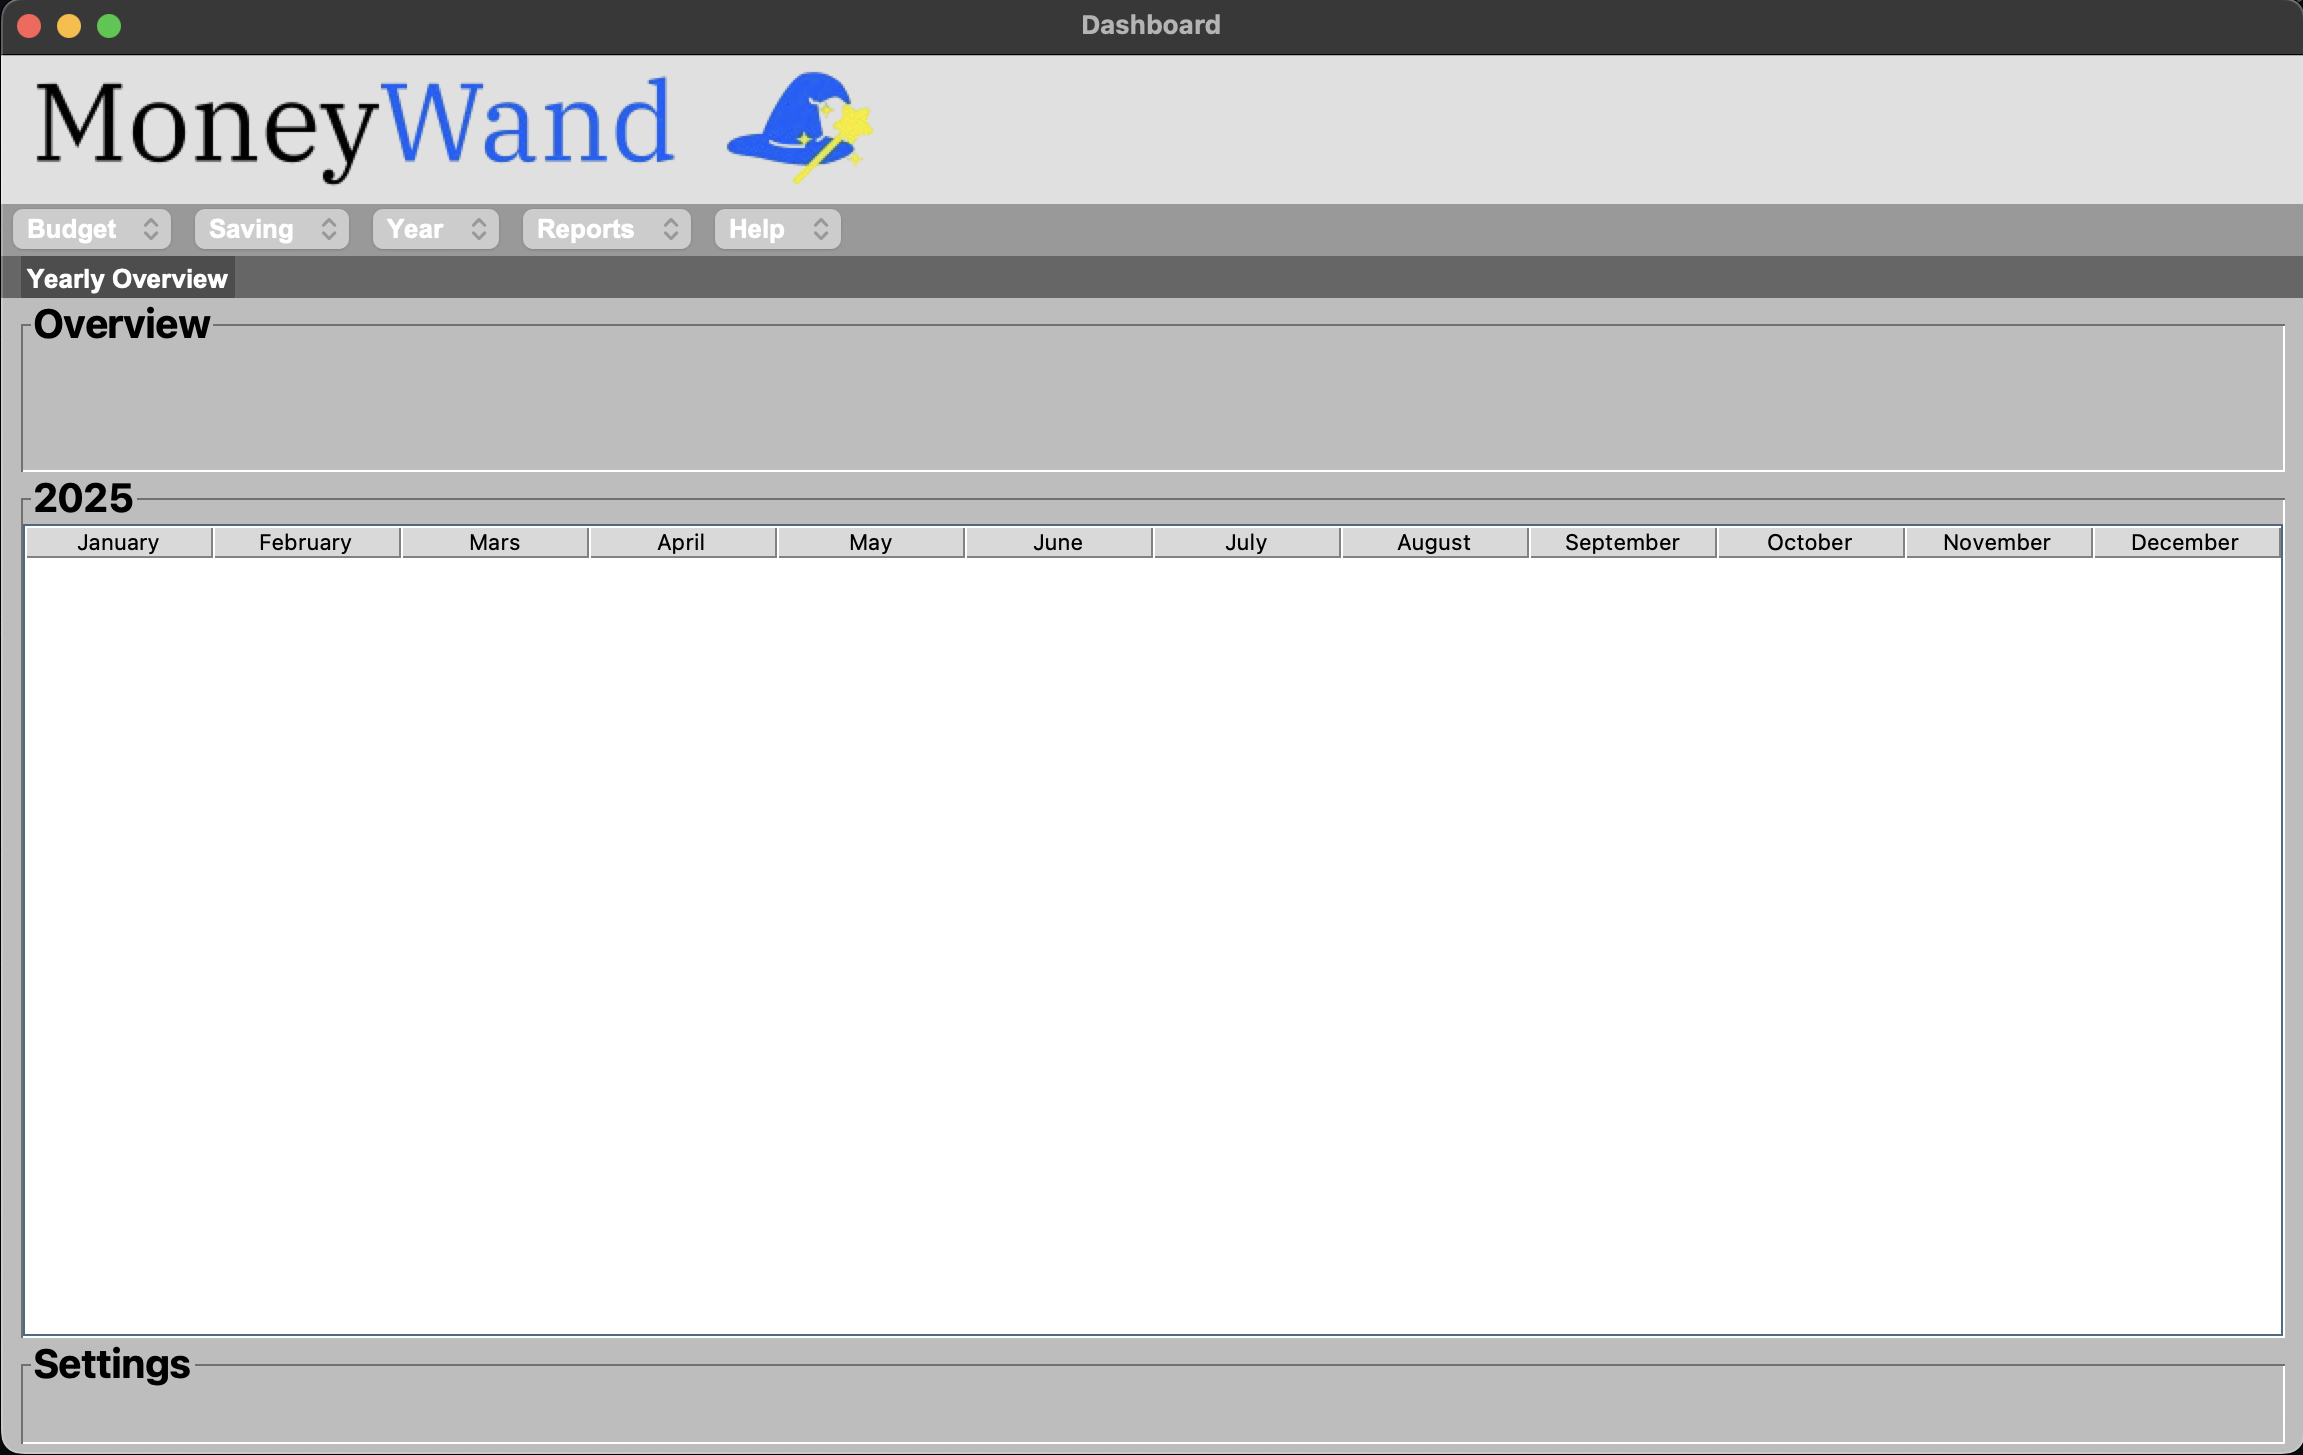 Dashboard
MoneyWand
Budget Saving Year Reports Help
Yearly Overview
Overview
2025
January February Mars April May June July August September October November December
Settings